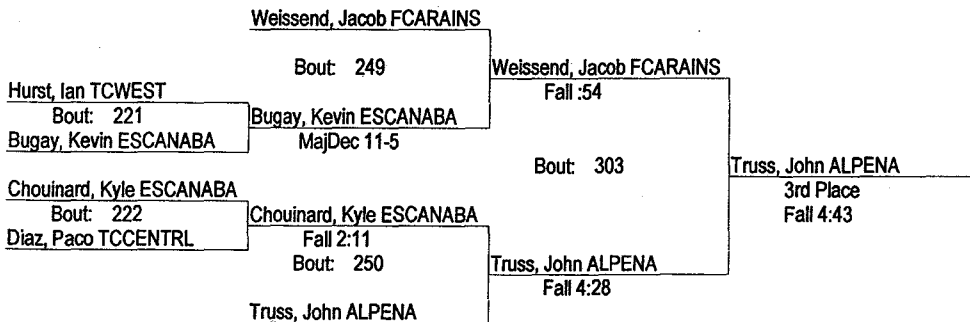 Weissend, Jacob FCARAINS
Bout: 249
Weissend, Jacob FCARAINS
Fall :54
Hurst, Ian TCWEST
Bout: 221
Bugay, Kevin ESCANABA
Bugay, Kevin ESCANABA
MajDec 11-5
Bout: 303
Truss, John ALPENA
3rd Place
Fall 4:43
Chouinard, Kyle ESCANABA
Bout: 222
Diaz, Paco TCCENTRL
Chouinard, Kyle ESCANABA
Fall 2:11
Bout: 250
Truss, John ALPENA
Fall 4:28
Truss, John ALPENA